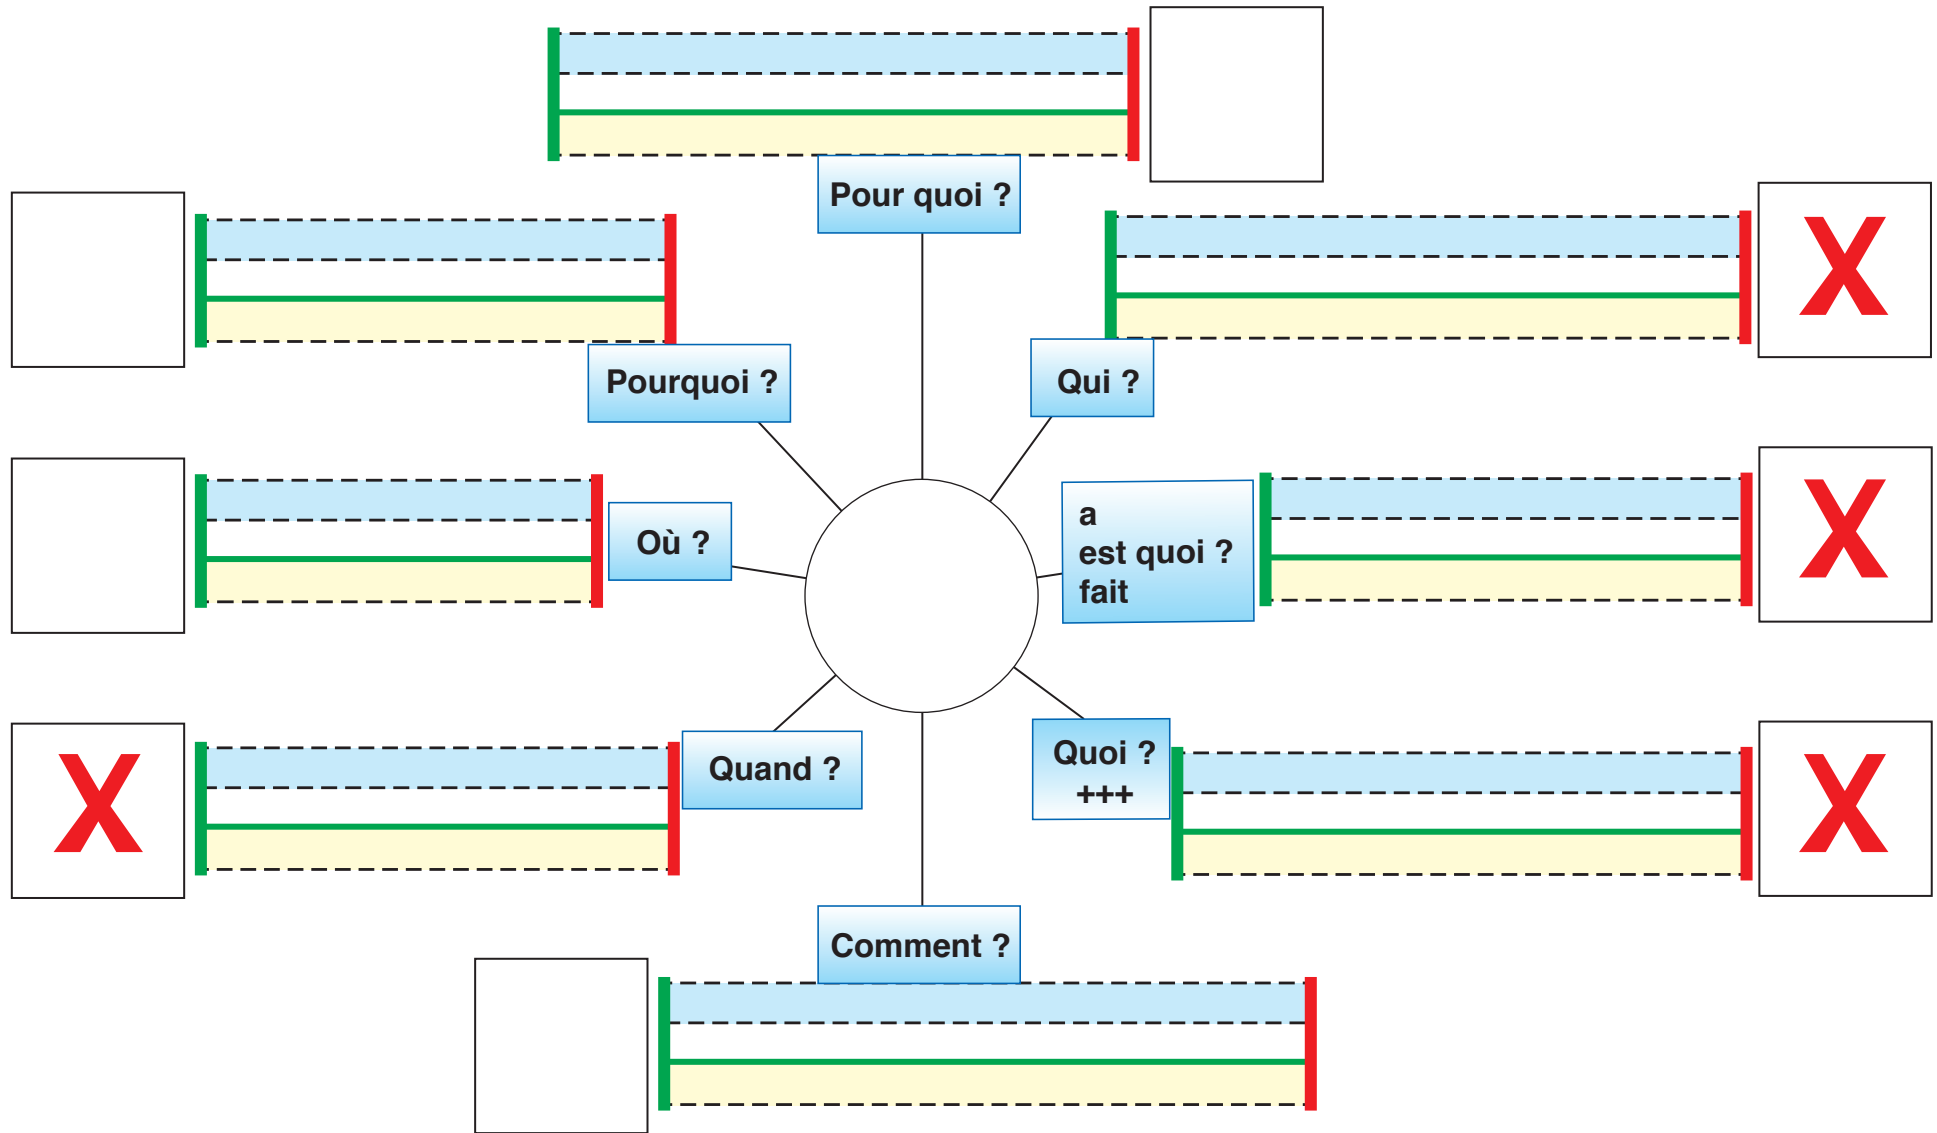 Pour quoi ?
Pourquoi ?
Qui ?
X
Où ?
a
est quoi ?
fait
X
X
Quand ?
Quoi ?
+++
X
Comment ?